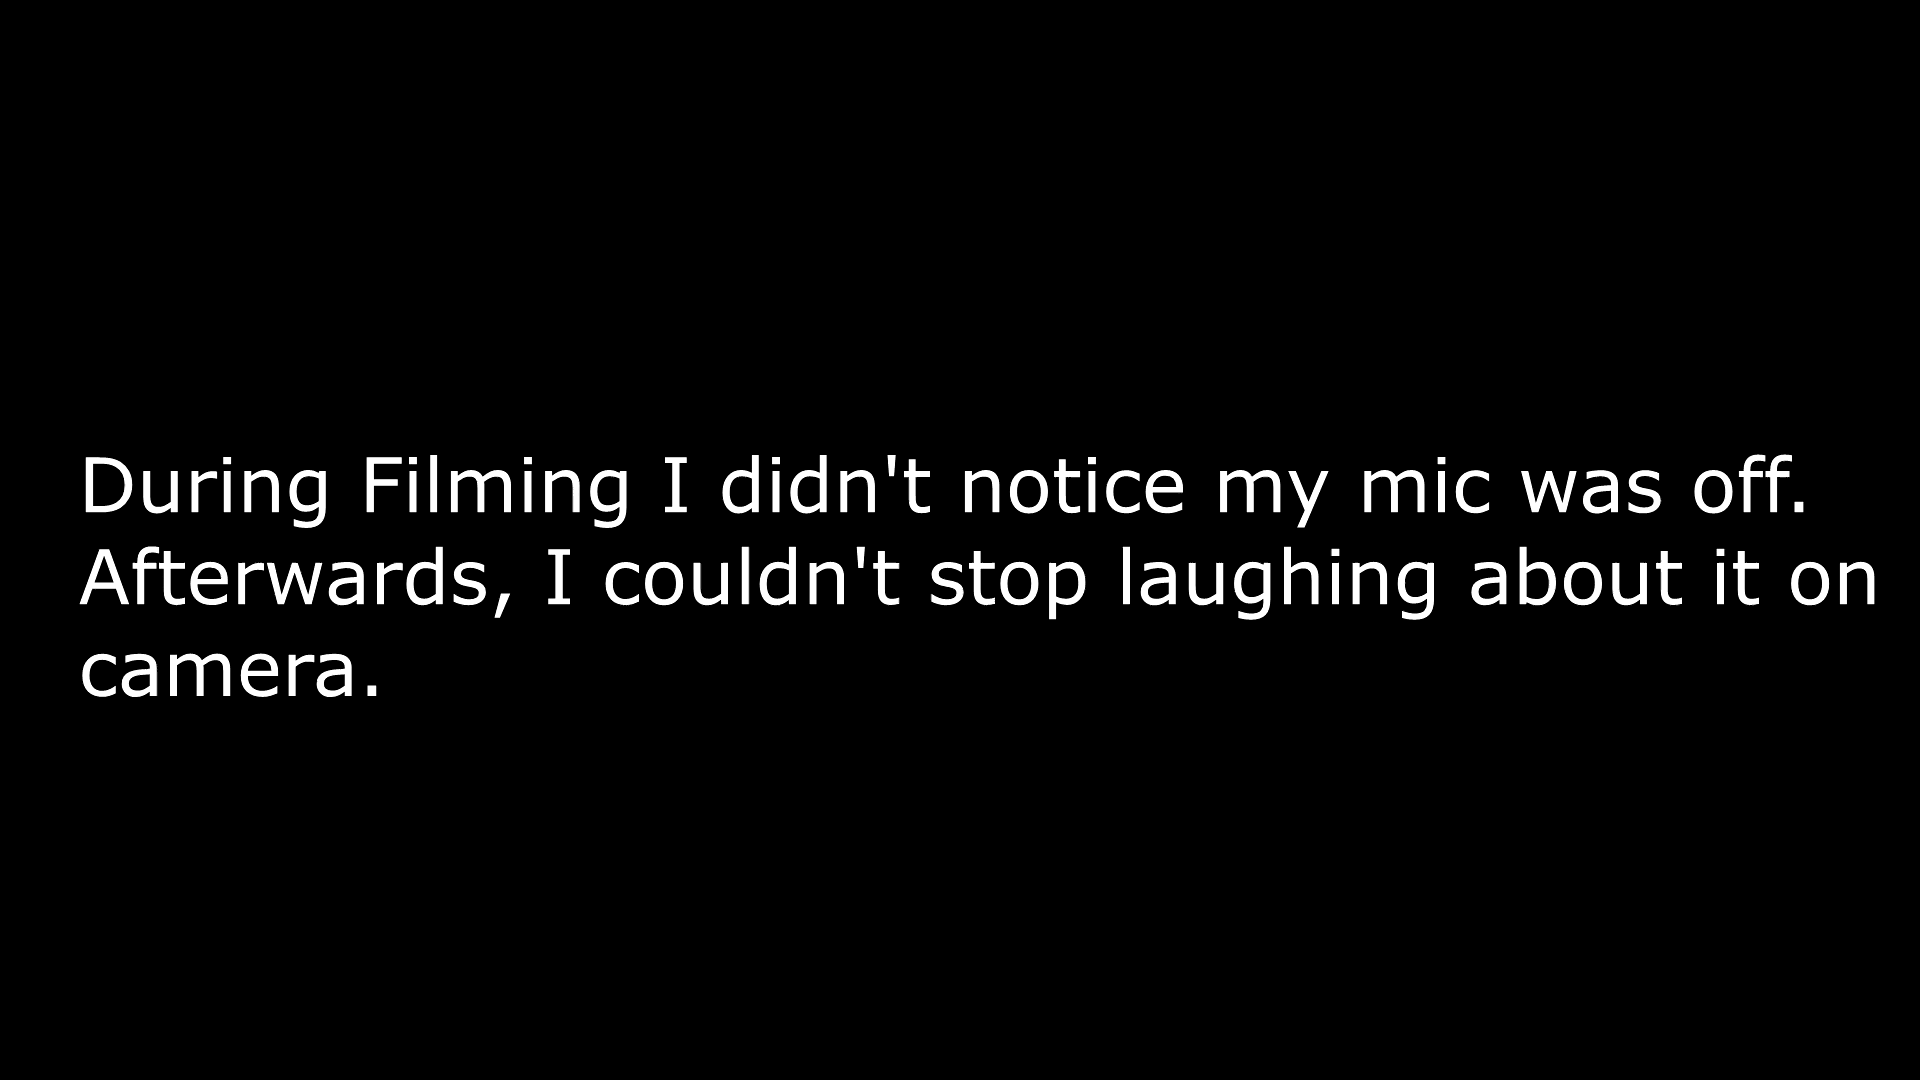 During Filming I didn't notice my mic was off.
Afterwards, I couldn't stop laughing about it on
camera.